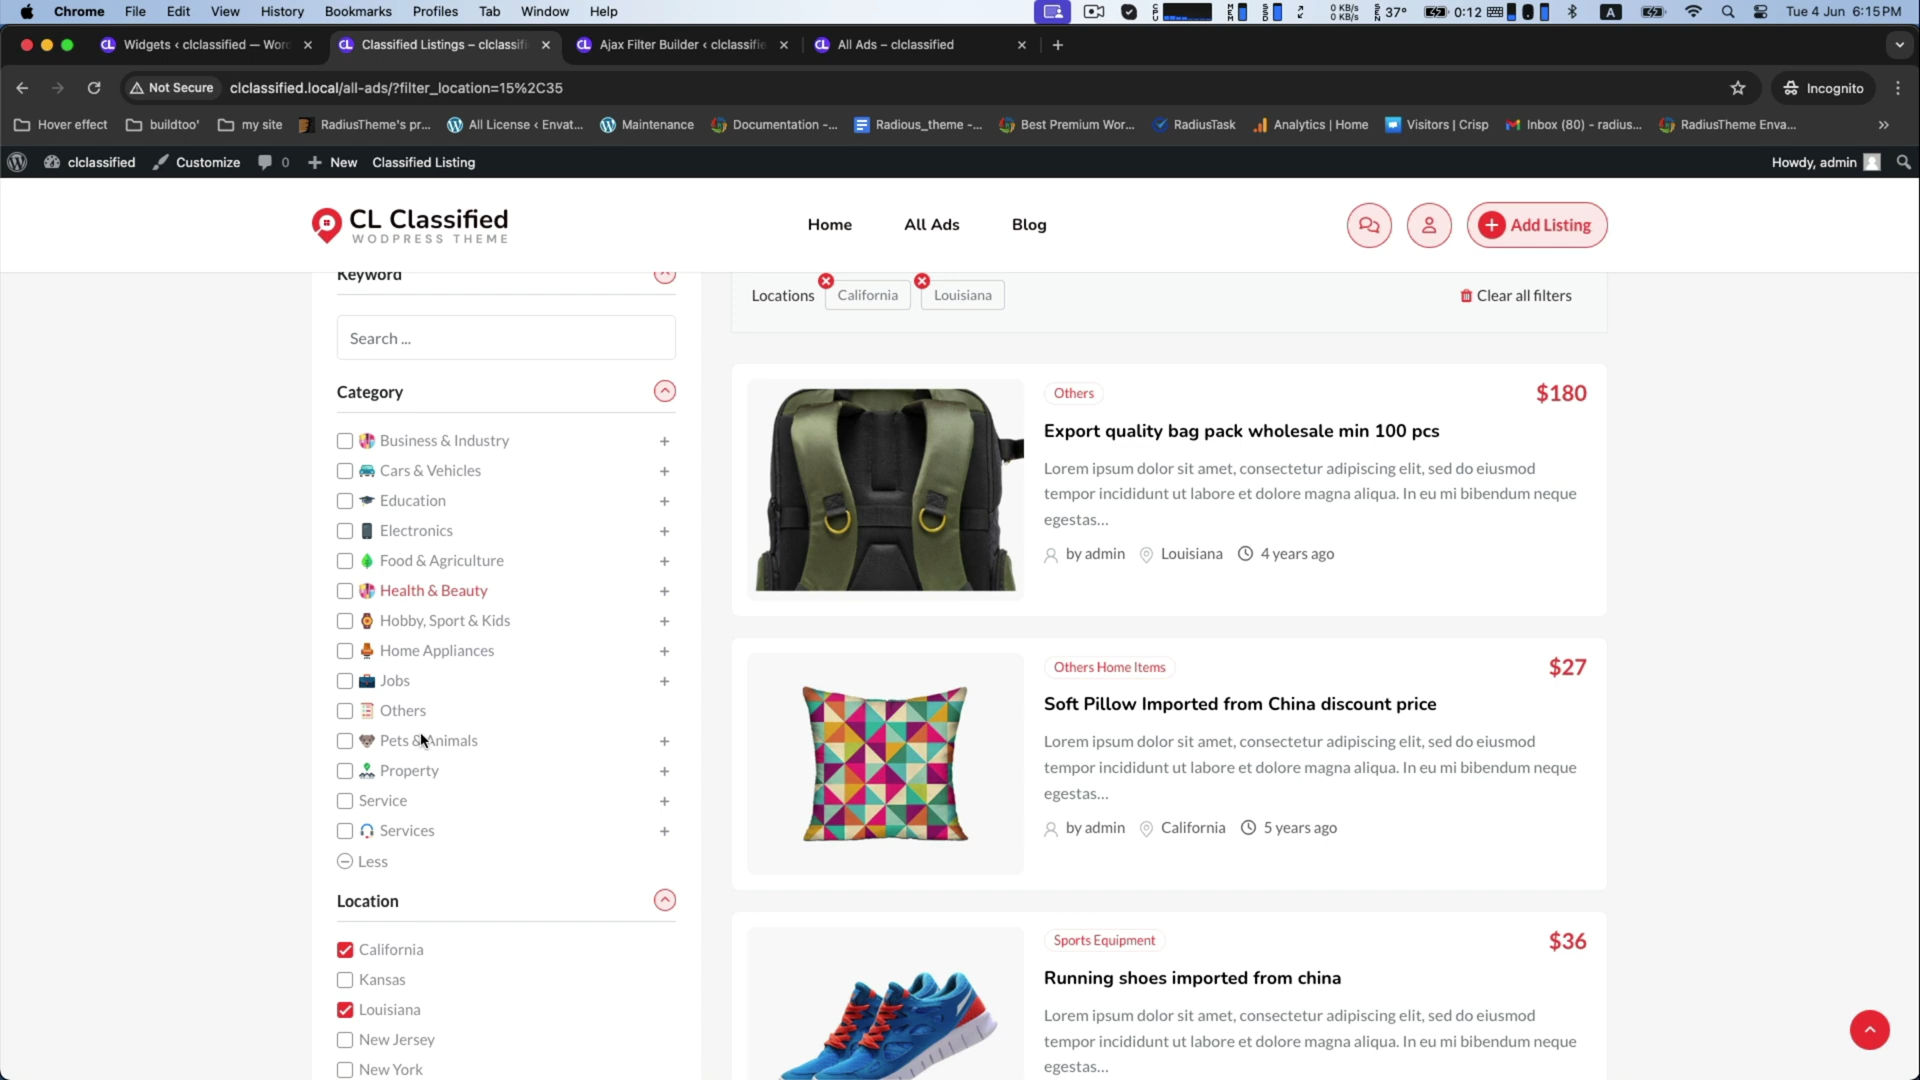 Chrome File Edit View History Bookmarks Profiles Tab Window Help 0 KB/s 0 KB/s 37° 0:12 A Tue 4 Jun 6:15 PM
Widgets ‹ clclassified — Wor Classified Listings – clclassifi Ajax Filter Builder ‹ clclassifie All Ads – clclassified
Not Secure clclassified.local/all-ads/?filter_location=15%2C35 Incognito
Hover effect buildtoo' my site RadiusTheme's pr... All License ‹ Envat... Maintenance Documentation -... Radious_theme -... Best Premium Wor... RadiusTask Analytics | Home Visitors | Crisp Inbox (80) - radius... RadiusTheme Enva... »
clclassified Customize 0 New Classified Listing Howdy, admin
CL Classified
WODPRESS THEME
Home All Ads Blog
Add Listing
Keyword
Search ...
Category
Business & Industry
Cars & Vehicles
Education
Electronics
Food & Agriculture
Health & Beauty
Hobby, Sport & Kids
Home Appliances
Jobs
Others
Pets & Animals
Property
Service
Services
Less
Location
California
Kansas
Louisiana
New Jersey
New York
Locations California Louisiana Clear all filters
Others $180
Export quality bag pack wholesale min 100 pcs
Lorem ipsum dolor sit amet, consectetur adipiscing elit, sed do eiusmod
tempor incididunt ut labore et dolore magna aliqua. In eu mi bibendum neque
egestas...
by admin Louisiana 4 years ago
Others Home Items $27
Soft Pillow Imported from China discount price
Lorem ipsum dolor sit amet, consectetur adipiscing elit, sed do eiusmod
tempor incididunt ut labore et dolore magna aliqua. In eu mi bibendum neque
egestas...
by admin California 5 years ago
Sports Equipment $36
Running shoes imported from china
Lorem ipsum dolor sit amet, consectetur adipiscing elit, sed do eiusmod
tempor incididunt ut labore et dolore magna aliqua. In eu mi bibendum neque
egestas...